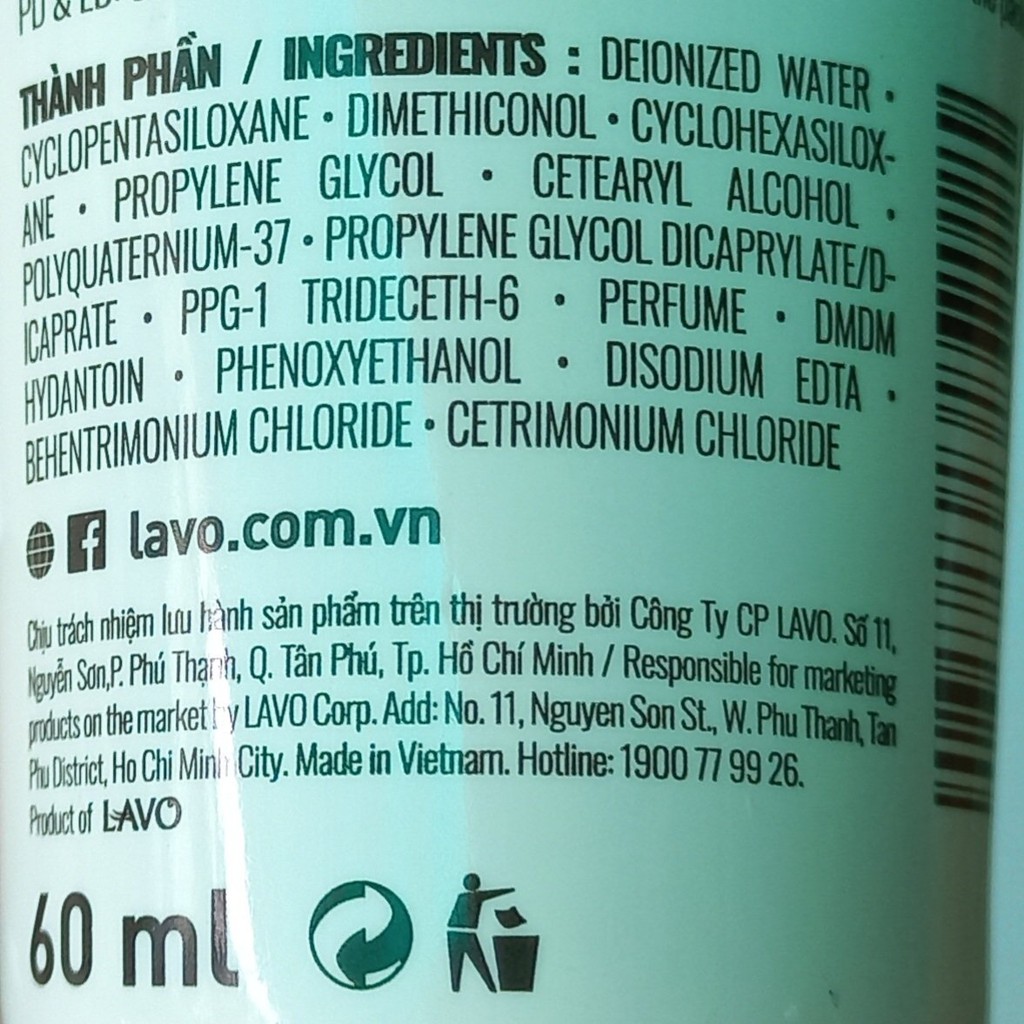 THÀNH PHẦN / INGREDIENTS : DEIONIZED WATER •
CYCLOPENTASILOXANE • DIMETHICONOL • CYCLOHEXASILOX-
ANE • PROPYLENE GLYCOL • CETEARYL ALCOHOL •
POLYQUATERNIUM-37 • PROPYLENE GLYCOL DICAPRYLATE/D-
ICAPRATE • PPG-1 TRIDECETH-6 • PERFUME • DMDM
HYDANTOIN • PHENOXYETHANOL • DISODIUM EDTA •
BEHENTRIMONIUM CHLORIDE • CETRIMONIUM CHLORIDE
lavo.com.vn
Chịu trách nhiệm lưu hành sản phẩm trên thị trường bởi Công Ty CP LAVO. Số 11,
Nguyễn Sơn,P. Phú Thạnh, Q. Tân Phú, Tp. Hồ Chí Minh / Responsible for marketing
products on the market by LAVO Corp. Add: No. 11, Nguyen Son St., W. Phu Thanh, Tan
Phu District, Ho Chi Minh City. Made in Vietnam. Hotline: 1900 77 99 26.
Product of LAVO
60 ml